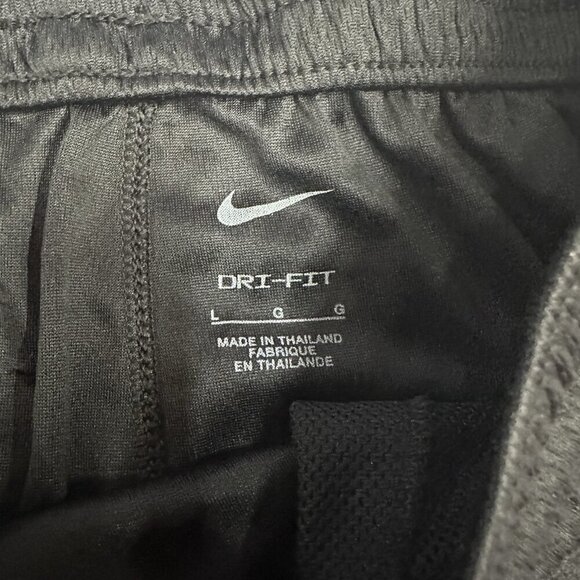 DRI-FIT
L G G
MADE IN THAILAND
FABRIQUE
EN THAILANDE